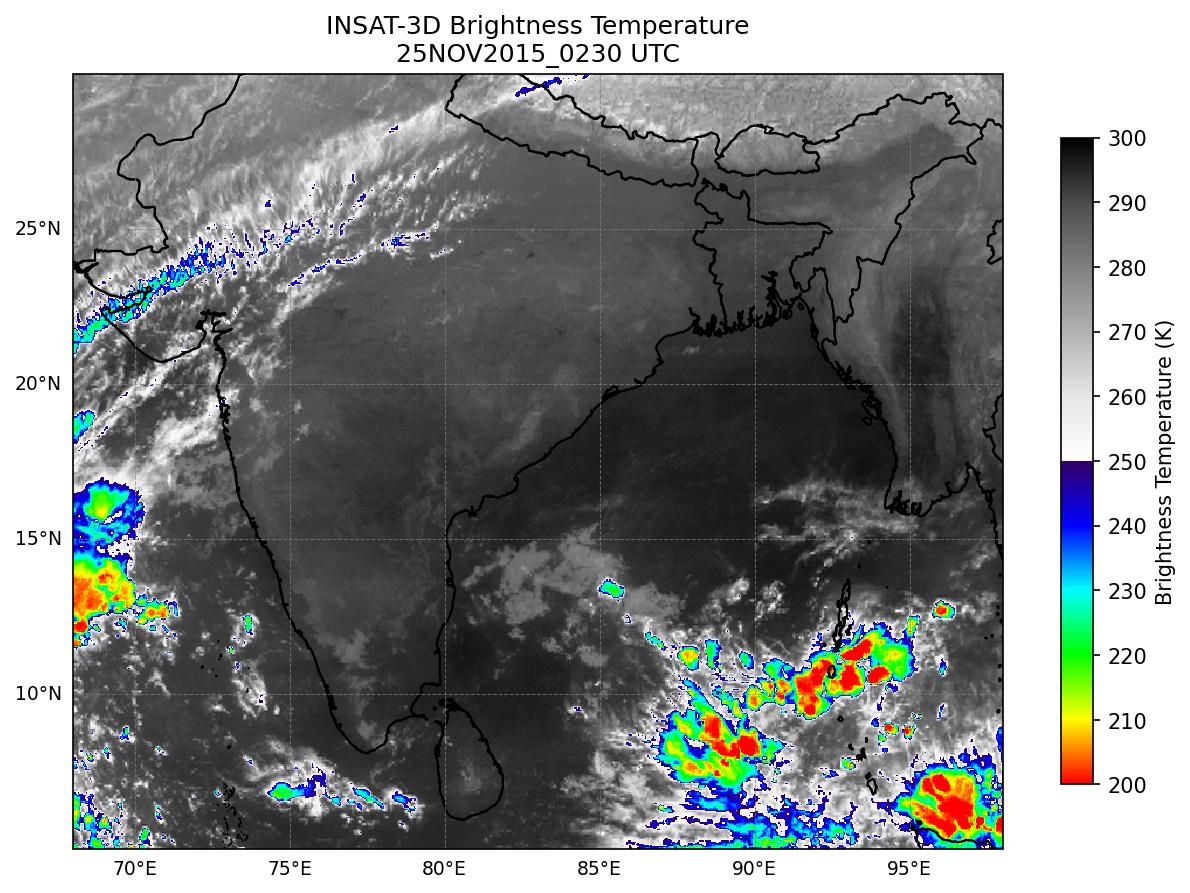 INSAT-3D Brightness Temperature
25NOV2015_0230 UTC
25°N
20°N
15°N
10°N
70°E
75°E
80°E
85°E
90°E
95°E
300
290
280
270
260
250
240
230
220
210
200
Brightness Temperature (K)